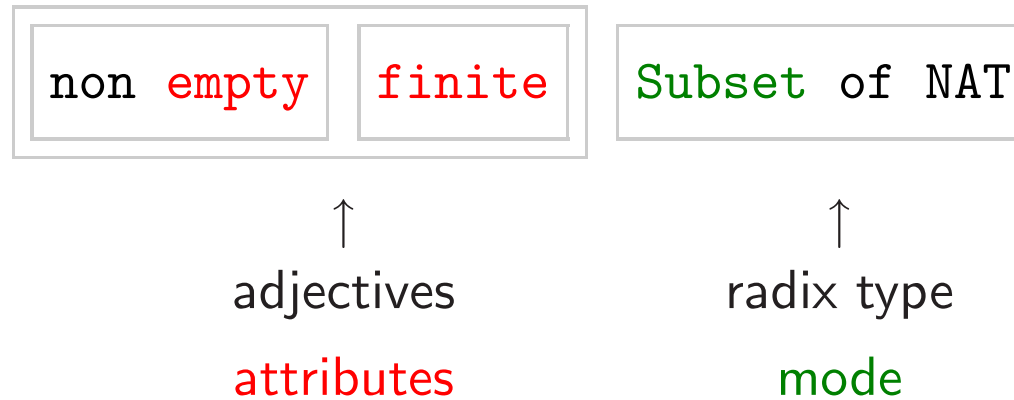 non empty finite Subset of NAT
↑ ↑
adjectives radix type
attributes mode